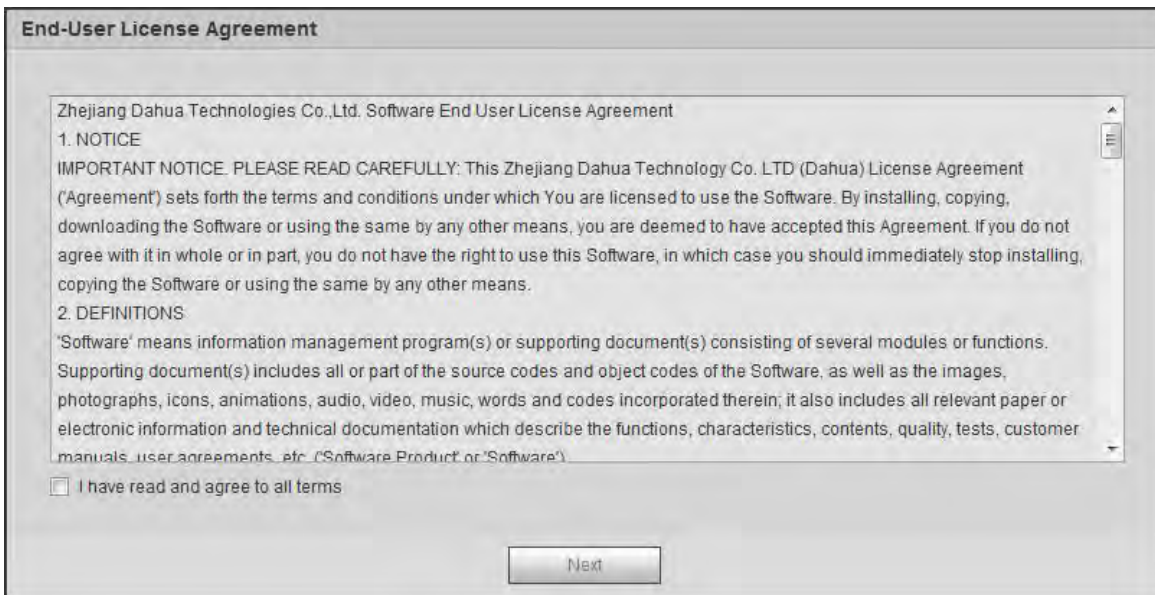 End-User License Agreement
Zhejiang Dahua Technologies Co.,Ltd. Software End User License Agreement
1. NOTICE
IMPORTANT NOTICE. PLEASE READ CAREFULLY: This Zhejiang Dahua Technology Co. LTD (Dahua) License Agreement
('Agreement') sets forth the terms and conditions under which You are licensed to use the Software. By installing, copying,
downloading the Software or using the same by any other means, you are deemed to have accepted this Agreement. If you do not
agree with it in whole or in part, you do not have the right to use this Software, in which case you should immediately stop installing,
copying the Software or using the same by any other means.
2. DEFINITIONS
'Software' means information management program(s) or supporting document(s) consisting of several modules or functions.
Supporting document(s) includes all or part of the source codes and object codes of the Software, as well as the images,
photographs, icons, animations, audio, video, music, words and codes incorporated therein; it also includes all relevant paper or
electronic information and technical documentation which describe the functions, characteristics, contents, quality, tests, customer
manuals, user agreements, etc. ('Software Product' or 'Software')
I have read and agree to all terms
Next